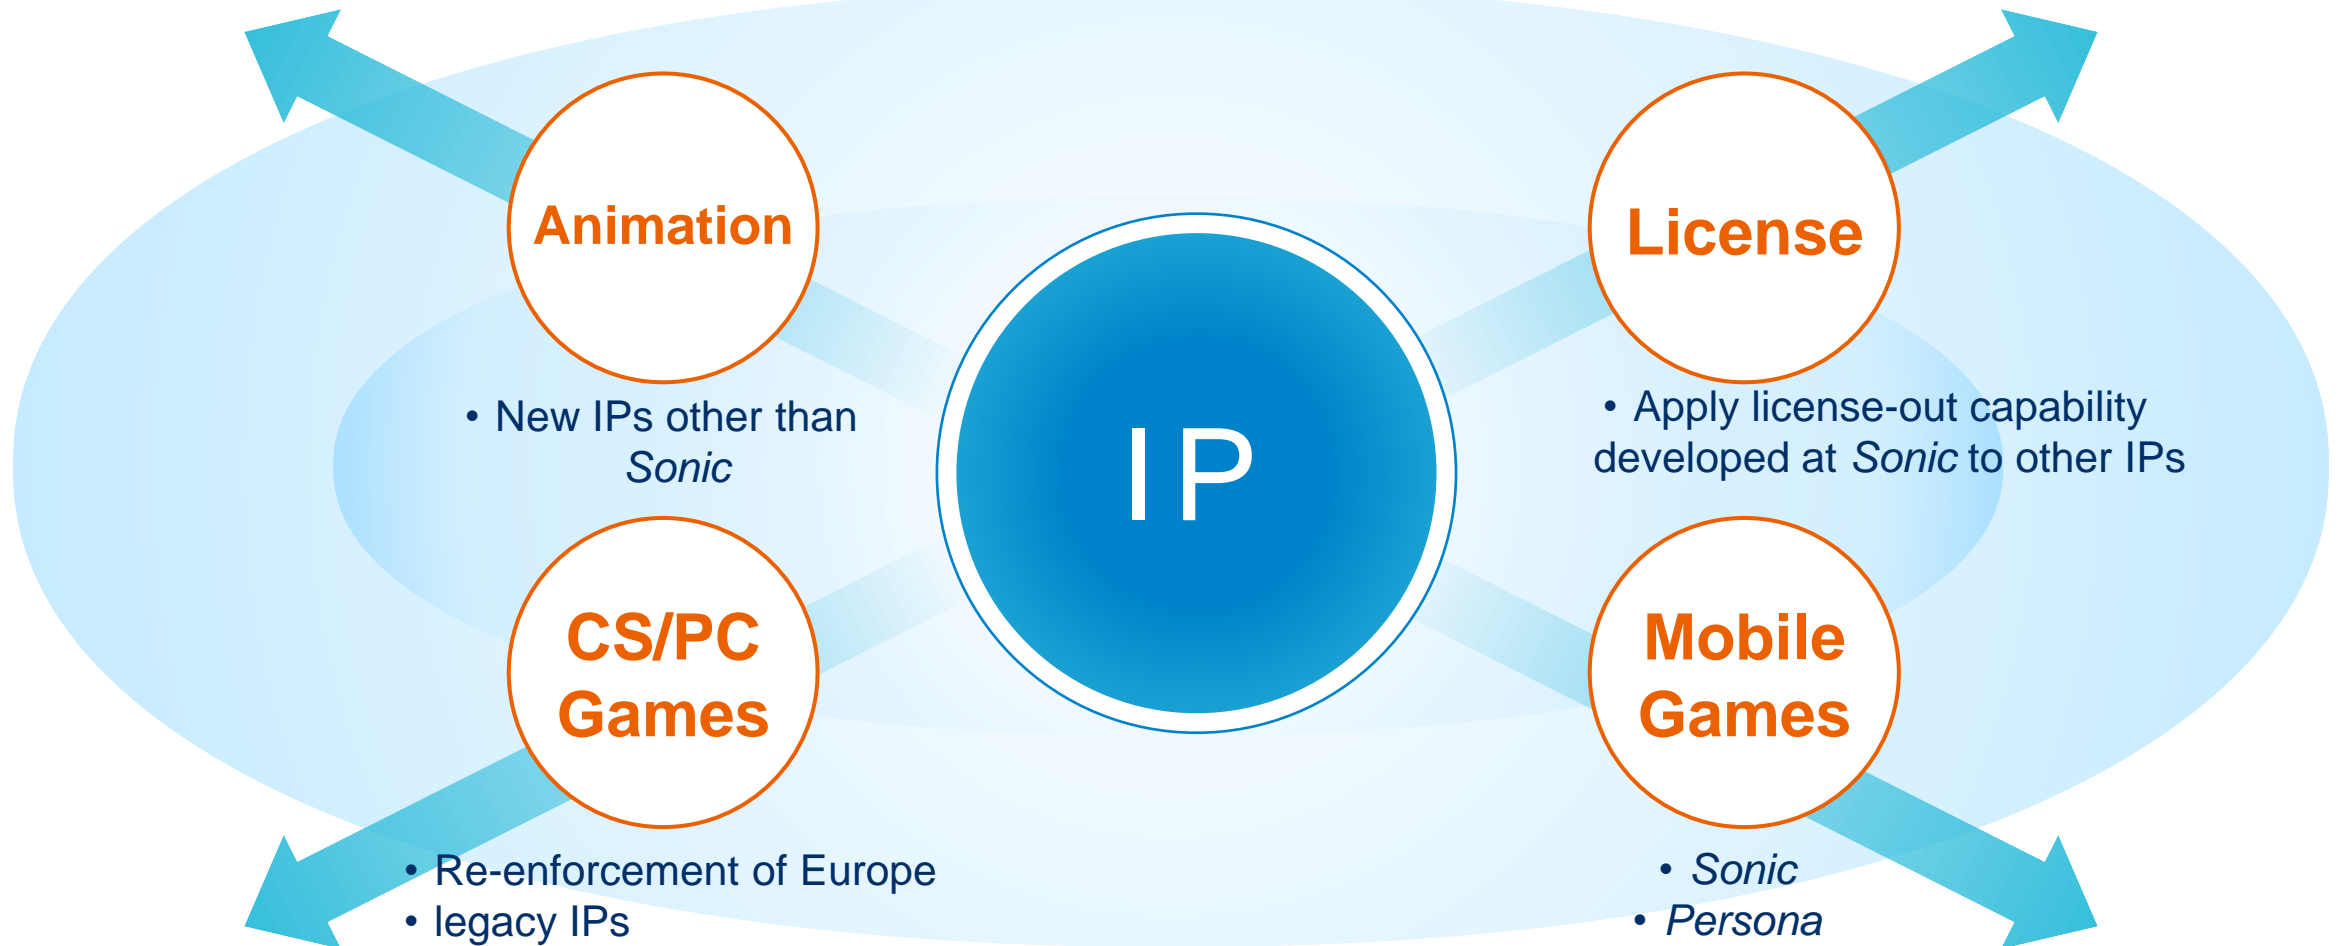 Animation
• New IPs other than
Sonic
License
• Apply license-out capability
developed at Sonic to other IPs
IP
CS/PC
Games
• Re-enforcement of Europe
• legacy IPs
Mobile
Games
• Sonic
• Persona